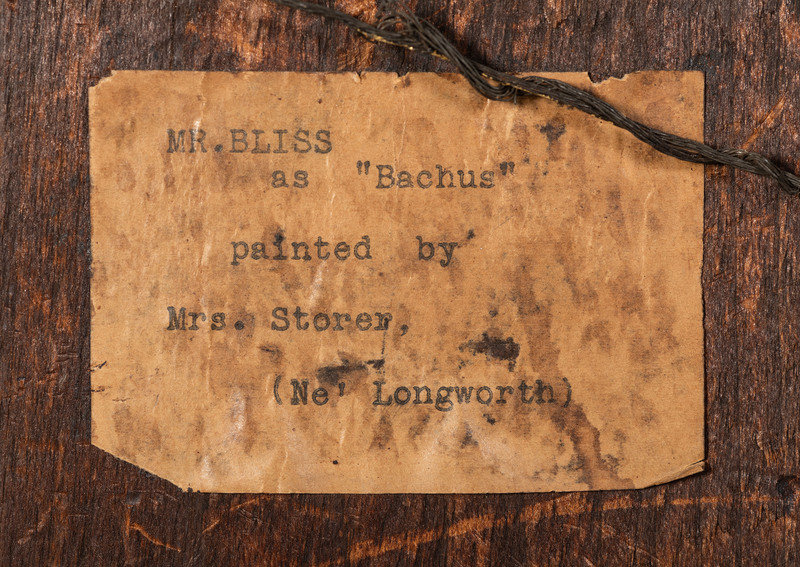 MR.BLISS
as "Bachus"
painted by
Mrs. Storer,
(Ne' Longworth)